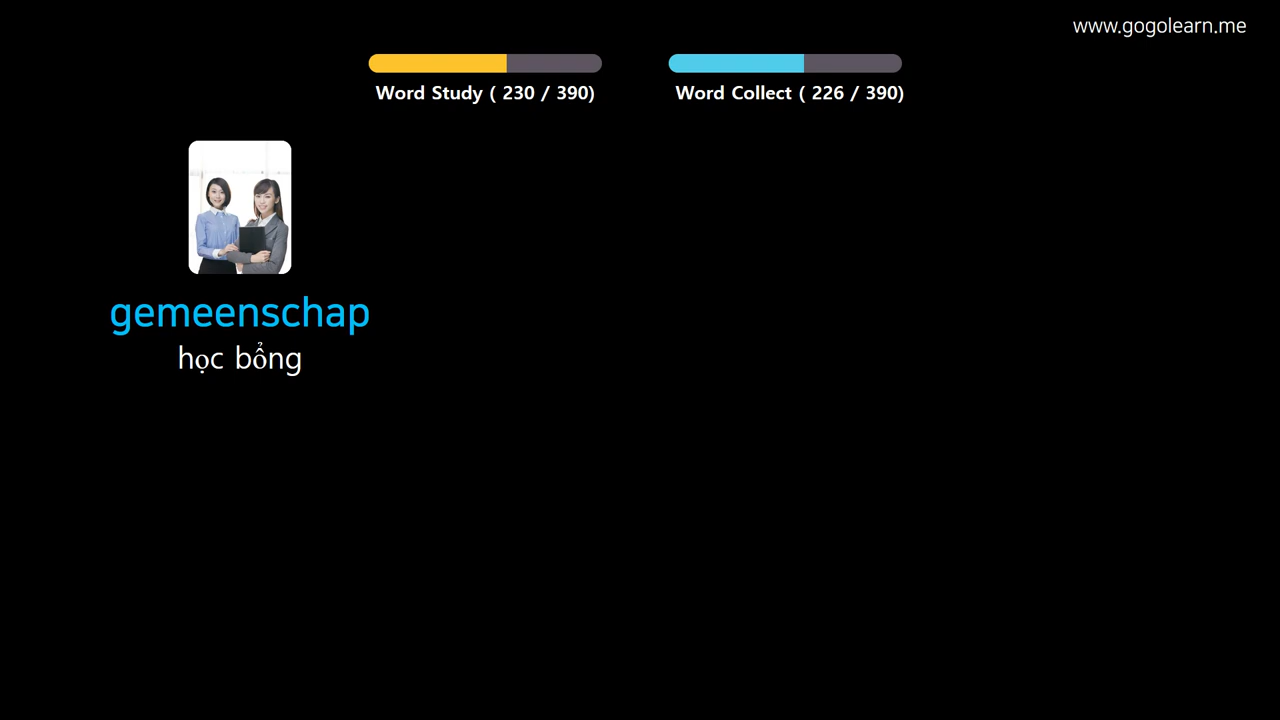 www.gogolearn.me
Word Study ( 230 / 390)
Word Collect ( 226 / 390)
gemeenschap
học bổng